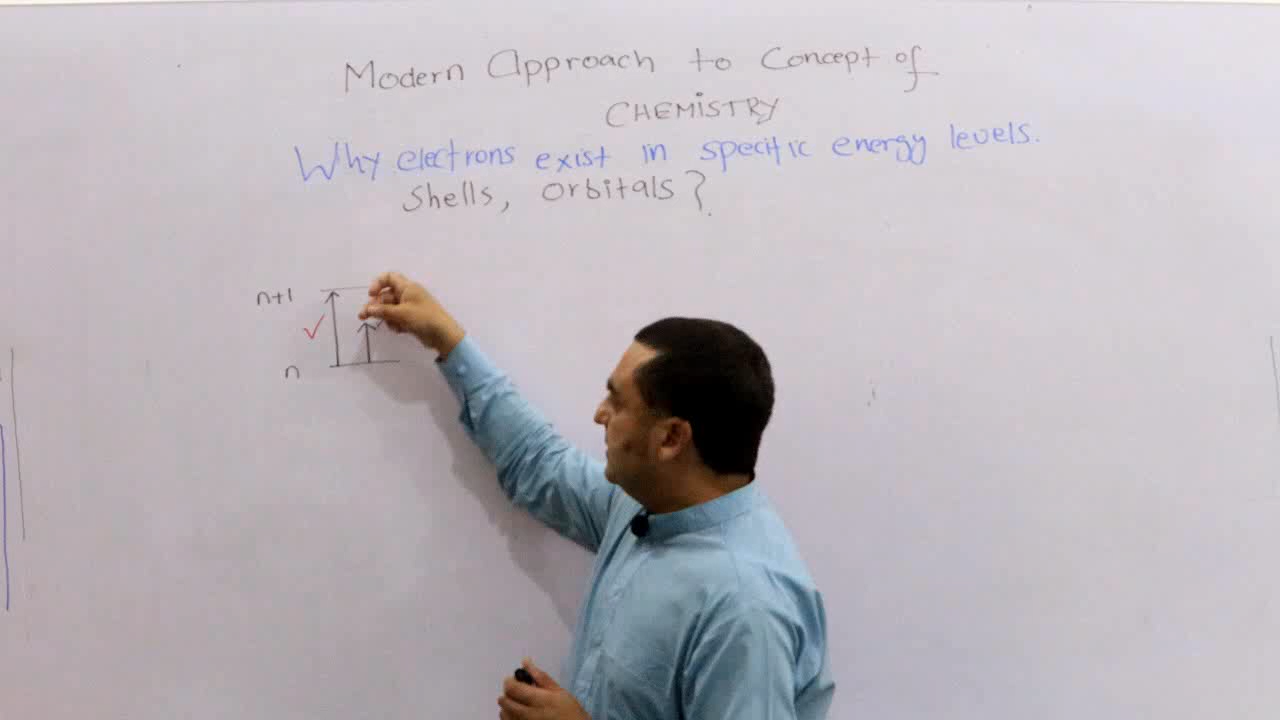 Modern Approach to Concept of
CHEMiSTRY
Why electrons exist in specific energy levels.
Shells, orbitals?
n+1
n